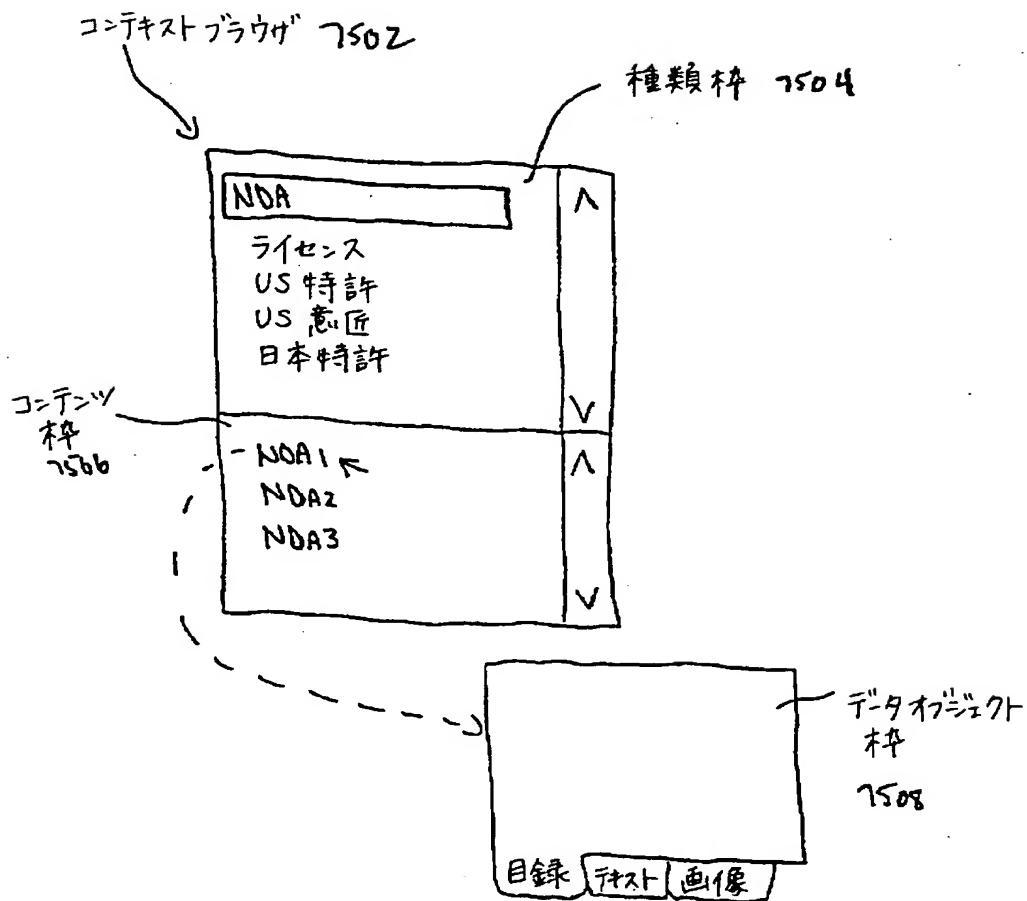 コンテキストブラウザ 7502
種類枠 7504
NDA
ライセンス
US 特許
US 意匠
日本特許
コンテンツ
枠
7506
NDA1
NDA2
NDA3
データオブジェクト
枠
7508
目録 テキスト 画像